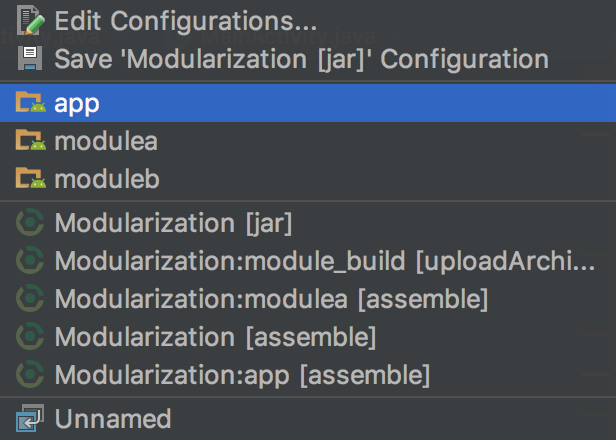 Edit Configurations...
Save 'Modularization [jar]' Configuration
app
modulea
moduleb
Modularization [jar]
Modularization:module_build [uploadArchi...
Modularization:modulea [assemble]
Modularization [assemble]
Modularization:app [assemble]
Unnamed